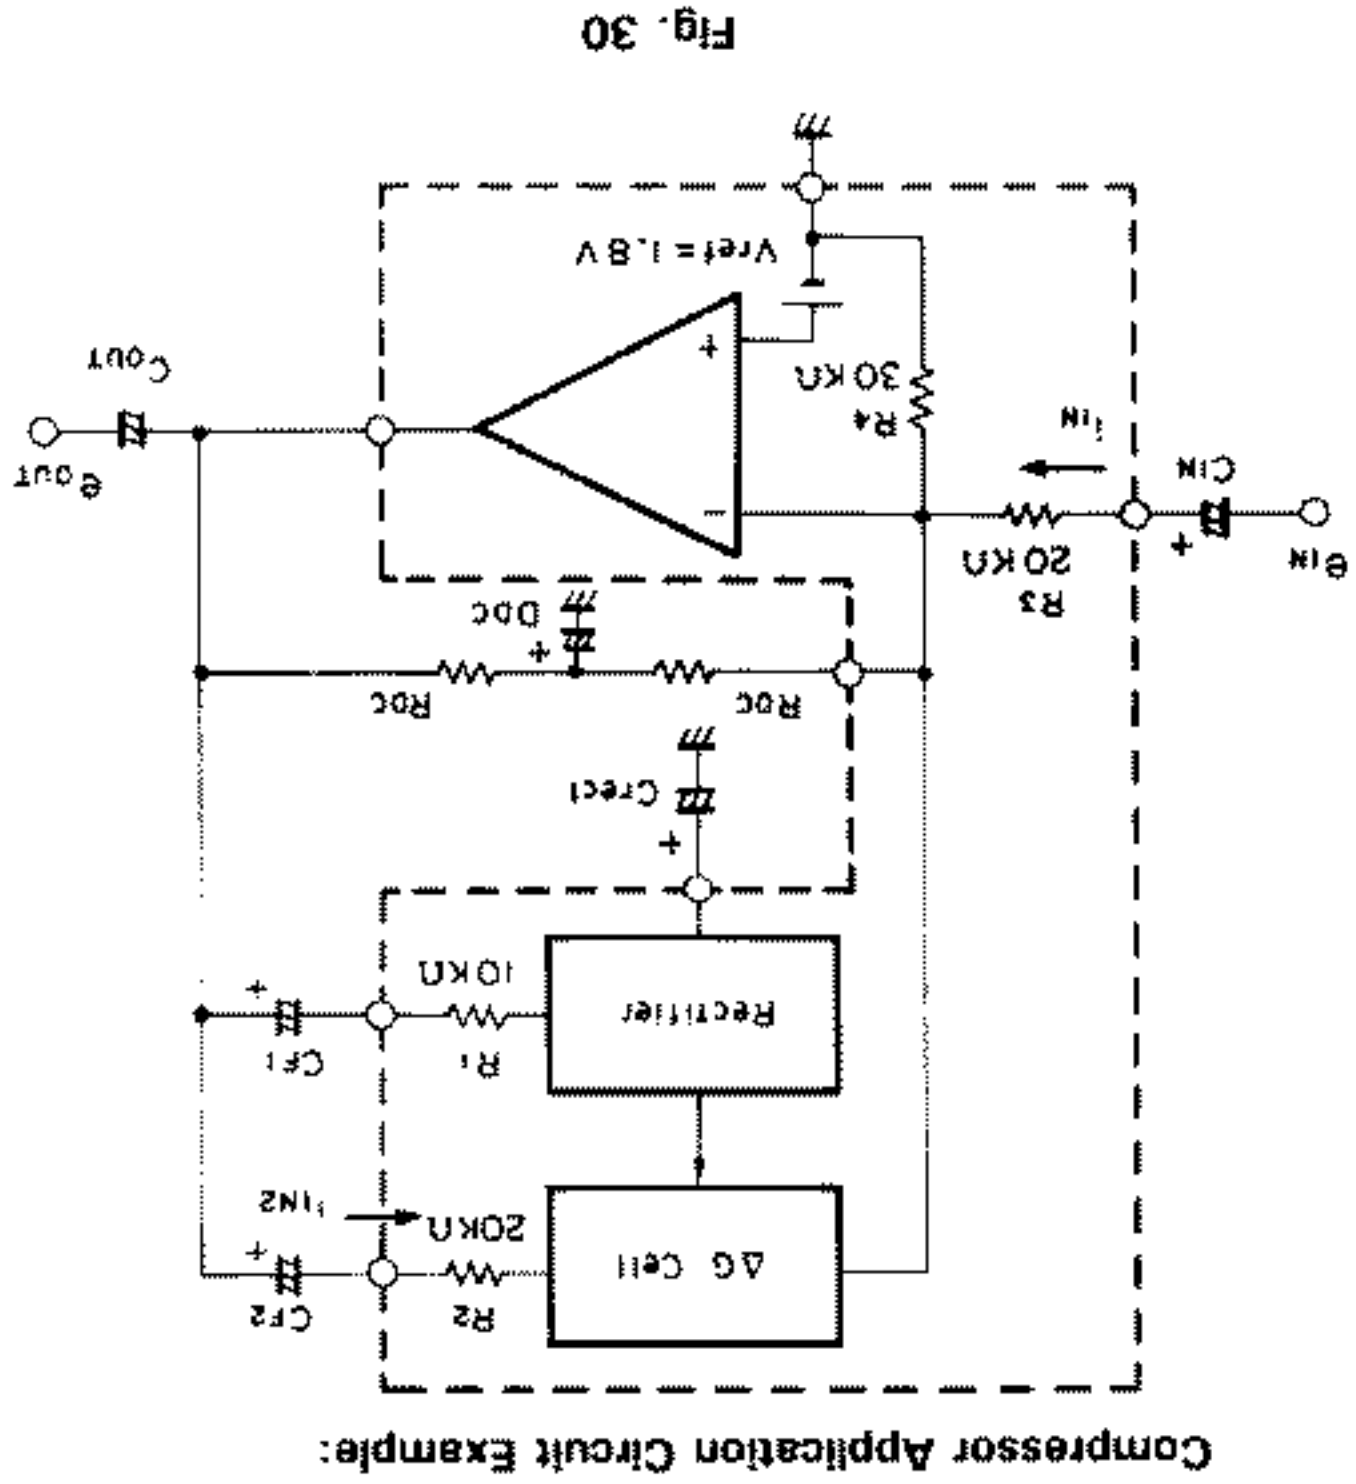 Compressor Application Circuit Example:
CF2
R2
20KΩ
iIN2
ΔG Cell
CF1
R1
10KΩ
Rectifier
+
+
+
Crect
RDC
RDC
+
DDC
eIN
CIN
+
R3
20KΩ
iIN
R4
30KΩ
−
+
Vref=1.8V
COUT
eOUT
Fig. 30